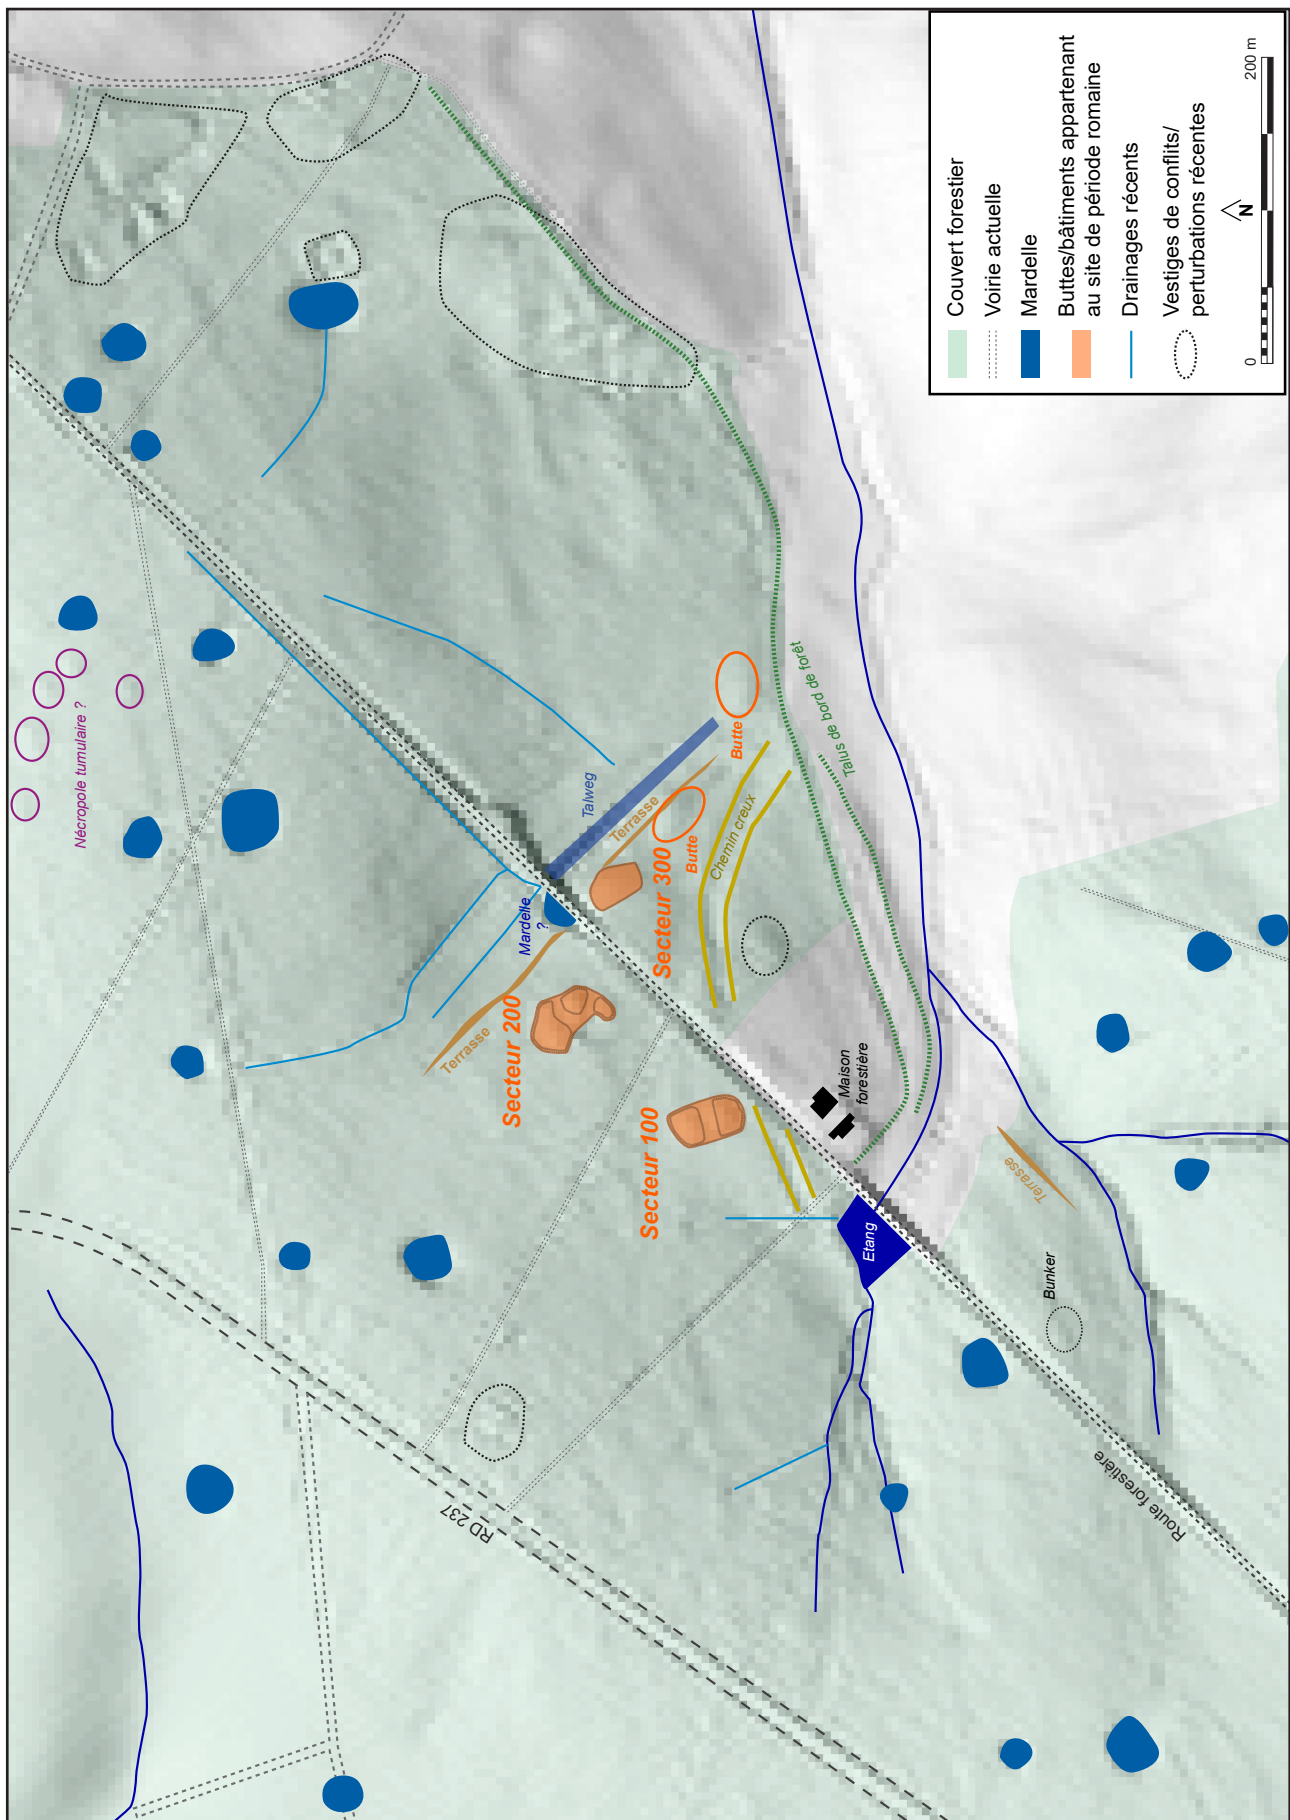 Nécropole tumulaire ?
RD 237
Terrasse
Secteur 200
Mardelle
?
Talweg
Terrasse
Secteur 300
Butte
Butte
Chemin creux
Secteur 100
Talus de bord de forêt
Maison
forestière
Etang
Terrasse
Bunker
Route forestière
Couvert forestier
Voirie actuelle
Mardelle
Buttes/bâtiments appartenant
au site de période romaine
Drainages récents
Vestiges de conflits/
perturbations récentes
N
0
200 m